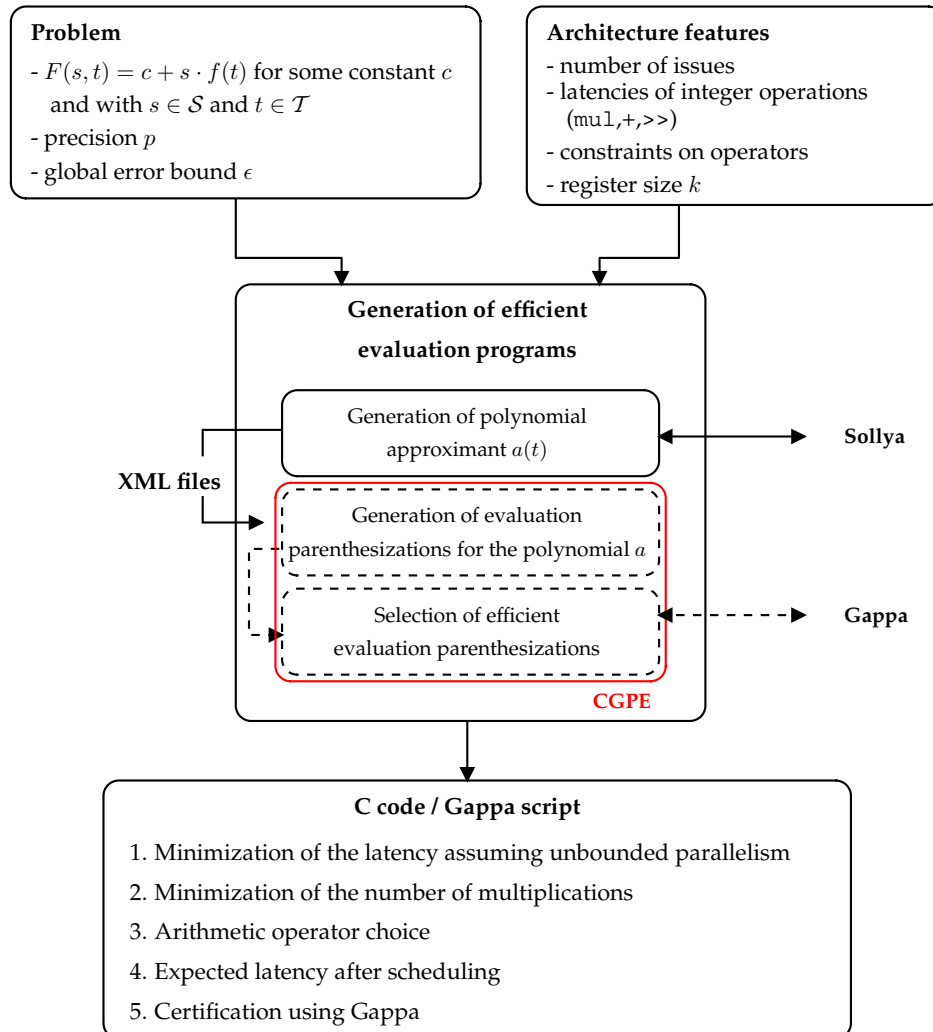 Problem
- F(s, t) = c + s · f(t) for some constant c
and with s ∈ 𝒮 and t ∈ 𝒯
- precision p
- global error bound ϵ
Architecture features
- number of issues
- latencies of integer operations
(mul,+,>>)
- constraints on operators
- register size k
Generation of efficient
evaluation programs
Generation of polynomial
approximant a(t)
Sollya
XML files
Generation of evaluation
parenthesizations for the polynomial a
Selection of efficient
evaluation parenthesizations
Gappa
CGPE
C code / Gappa script
1. Minimization of the latency assuming unbounded parallelism
2. Minimization of the number of multiplications
3. Arithmetic operator choice
4. Expected latency after scheduling
5. Certification using Gappa